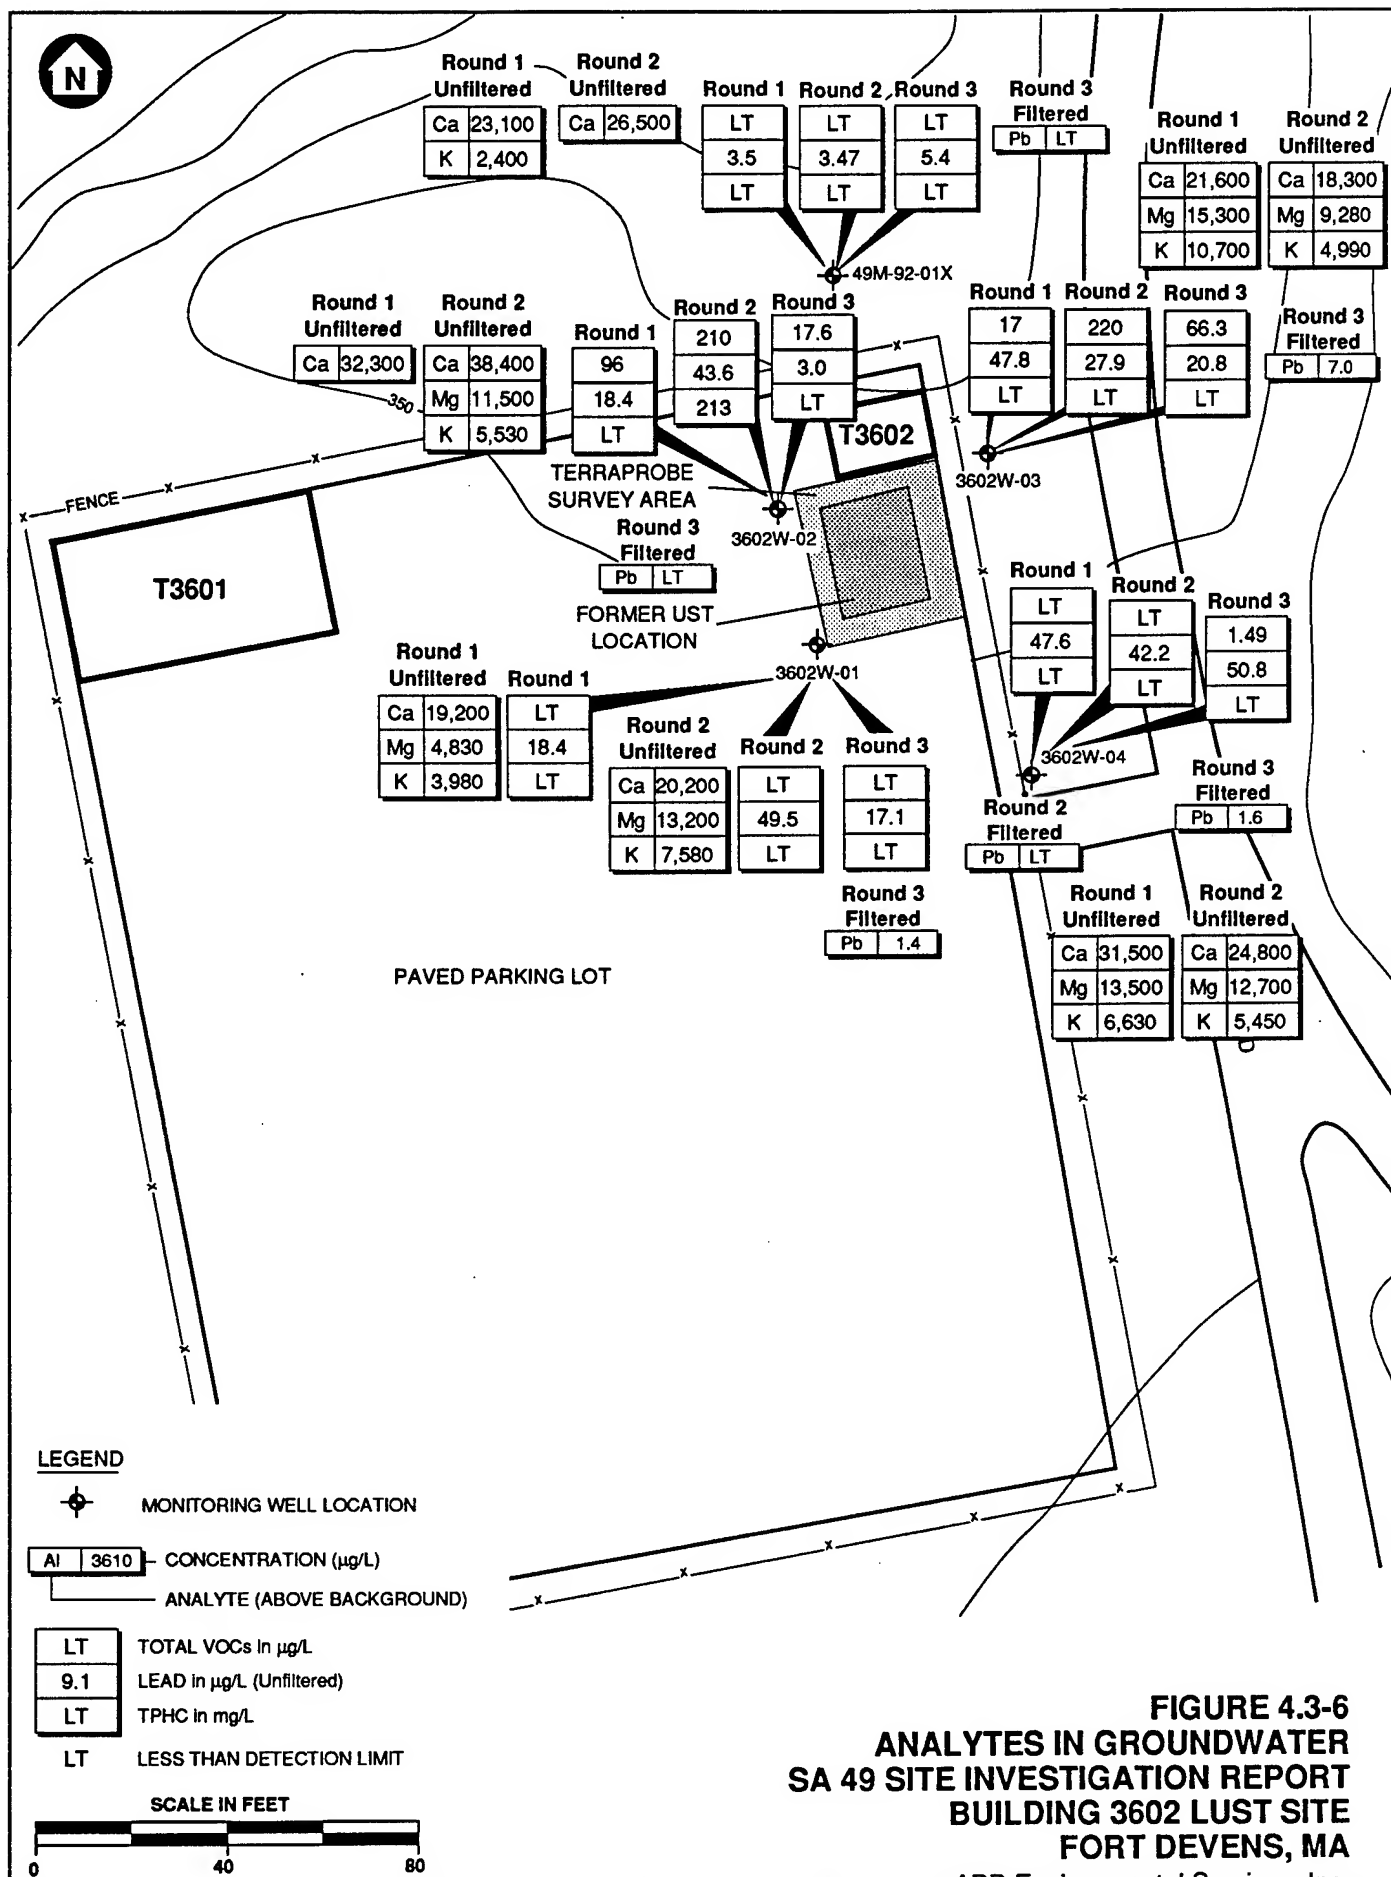 N
Round 1
Unfiltered
Ca 23,100
K 2,400
Round 2
Unfiltered
Ca 26,500
Round 1
LT
3.5
LT
Round 2
LT
3.47
LT
Round 3
LT
5.4
LT
Round 3
Filtered
Pb LT
49M-92-01X
Round 1
Unfiltered
Ca 21,600
Mg 15,300
K 10,700
Round 2
Unfiltered
Ca 18,300
Mg 9,280
K 4,990
Round 1
Unfiltered
Ca 32,300
Round 2
Unfiltered
Ca 38,400
Mg 11,500
K 5,530
350
Round 1
96
18.4
LT
Round 2
210
43.6
213
Round 3
17.6
3.0
LT
Round 1
17
47.8
LT
Round 2
220
27.9
LT
Round 3
66.3
20.8
LT
Round 3
Filtered
Pb 7.0
T3602
3602W-03
FENCE
TERRAPROBE
SURVEY AREA
3602W-02
Round 3
Filtered
Pb LT
T3601
FORMER UST
LOCATION
3602W-01
Round 1
Unfiltered
Ca 19,200
Mg 4,830
K 3,980
Round 1
LT
18.4
LT
Round 2
Unfiltered
Ca 20,200
Mg 13,200
K 7,580
Round 2
LT
49.5
LT
Round 3
LT
17.1
LT
Round 3
Filtered
Pb 1.4
Round 1
LT
47.6
LT
Round 2
LT
42.2
LT
Round 3
1.49
50.8
LT
3602W-04
Round 2
Filtered
Pb LT
Round 3
Filtered
Pb 1.6
Round 1
Unfiltered
Ca 31,500
Mg 13,500
K 6,630
Round 2
Unfiltered
Ca 24,800
Mg 12,700
K 5,450
PAVED PARKING LOT
LEGEND
MONITORING WELL LOCATION
Al 3610 CONCENTRATION (µg/L)
ANALYTE (ABOVE BACKGROUND)
LT TOTAL VOCs in µg/L
9.1 LEAD in µg/L (Unfiltered)
LT TPHC in mg/L
LT LESS THAN DETECTION LIMIT
SCALE IN FEET
0 40 80
FIGURE 4.3-6
ANALYTES IN GROUNDWATER
SA 49 SITE INVESTIGATION REPORT
BUILDING 3602 LUST SITE
FORT DEVENS, MA